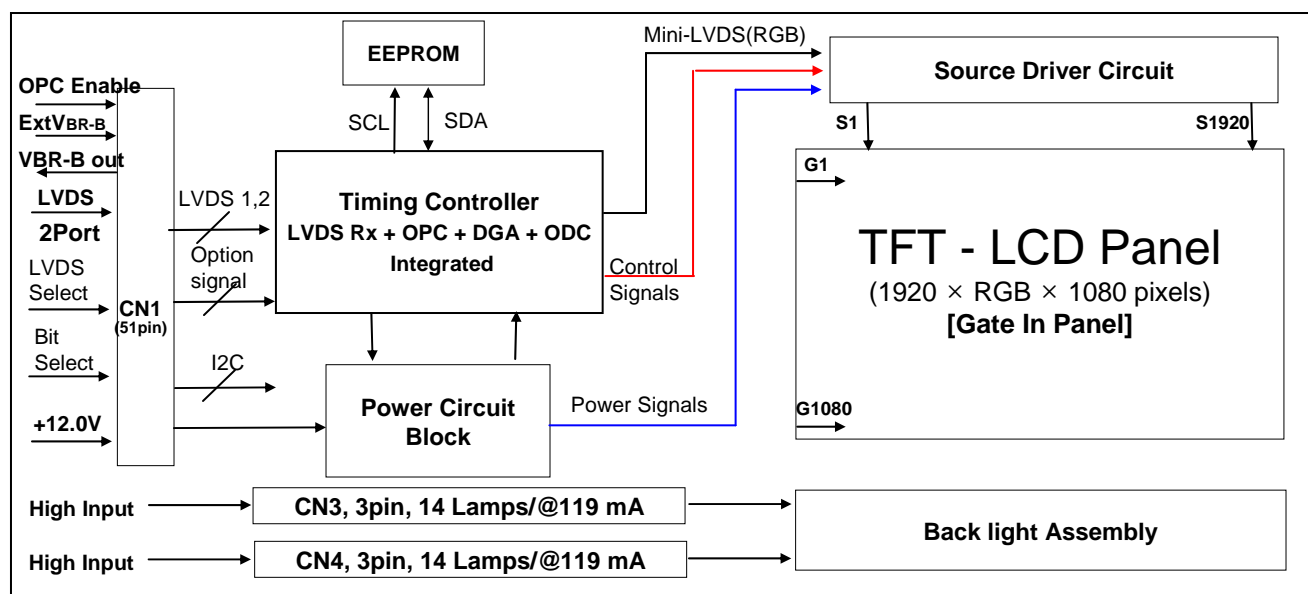 EEPROM
SCL
SDA
Mini-LVDS(RGB)
Source Driver Circuit
S1
S1920
OPC Enable
ExtVBR-B
VBR-B out
LVDS
2Port
LVDS
Select
Bit
Select
+12.0V
CN1
(51pin)
LVDS 1,2
Option
signal
I2C
Timing Controller
LVDS Rx + OPC + DGA + ODC
Integrated
Control
Signals
Power Circuit
Block
Power Signals
G1
TFT - LCD Panel
(1920 × RGB × 1080 pixels)
[Gate In Panel]
G1080
High Input
CN3, 3pin, 14 Lamps/@119 mA
High Input
CN4, 3pin, 14 Lamps/@119 mA
Back light Assembly